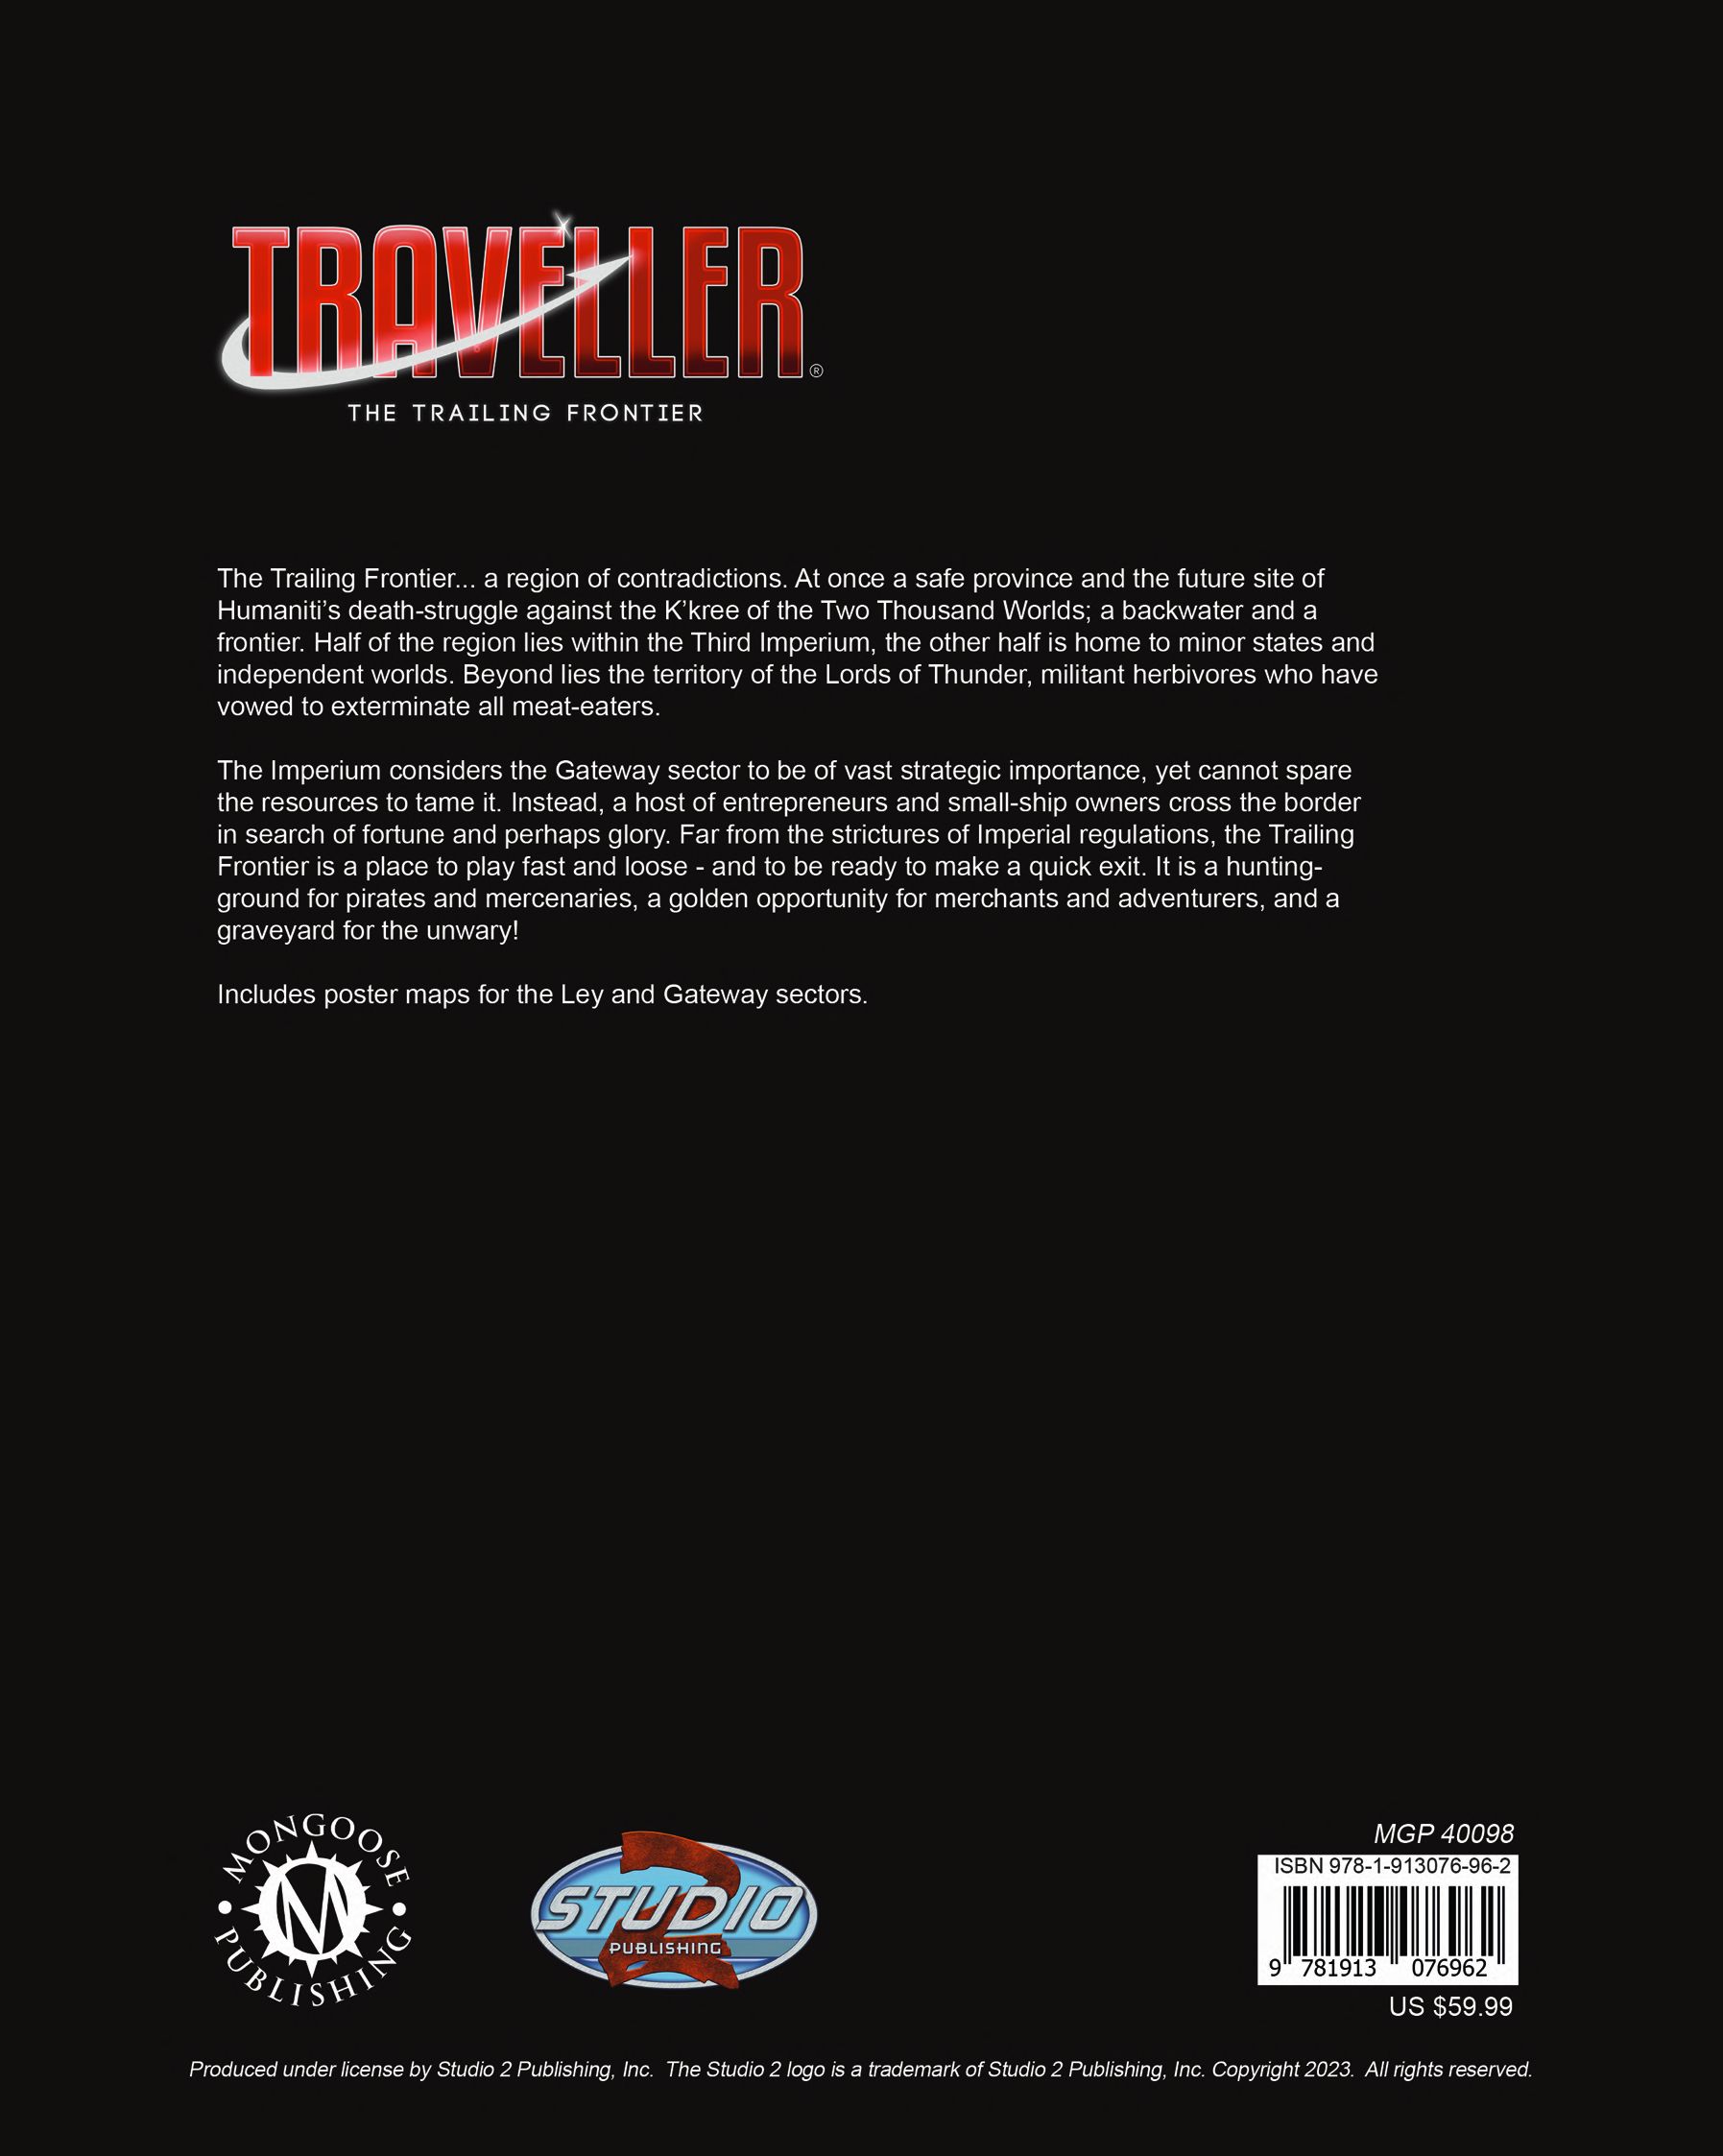 TRAVELLER®
THE TRAILING FRONTIER
The Trailing Frontier... a region of contradictions. At once a safe province and the future site of
Humaniti’s death-struggle against the K’kree of the Two Thousand Worlds; a backwater and a
frontier. Half of the region lies within the Third Imperium, the other half is home to minor states and
independent worlds. Beyond lies the territory of the Lords of Thunder, militant herbivores who have
vowed to exterminate all meat-eaters.
The Imperium considers the Gateway sector to be of vast strategic importance, yet cannot spare
the resources to tame it. Instead, a host of entrepreneurs and small-ship owners cross the border
in search of fortune and perhaps glory. Far from the strictures of Imperial regulations, the Trailing
Frontier is a place to play fast and loose - and to be ready to make a quick exit. It is a hunting-
ground for pirates and mercenaries, a golden opportunity for merchants and adventurers, and a
graveyard for the unwary!
Includes poster maps for the Ley and Gateway sectors.
• MONGOOSE •
PUBLISHING
M
2
STUDIO
PUBLISHING
MGP 40098
ISBN 978-1-913076-96-2
9 781913 076962
US $59.99
Produced under license by Studio 2 Publishing, Inc. The Studio 2 logo is a trademark of Studio 2 Publishing, Inc. Copyright 2023. All rights reserved.